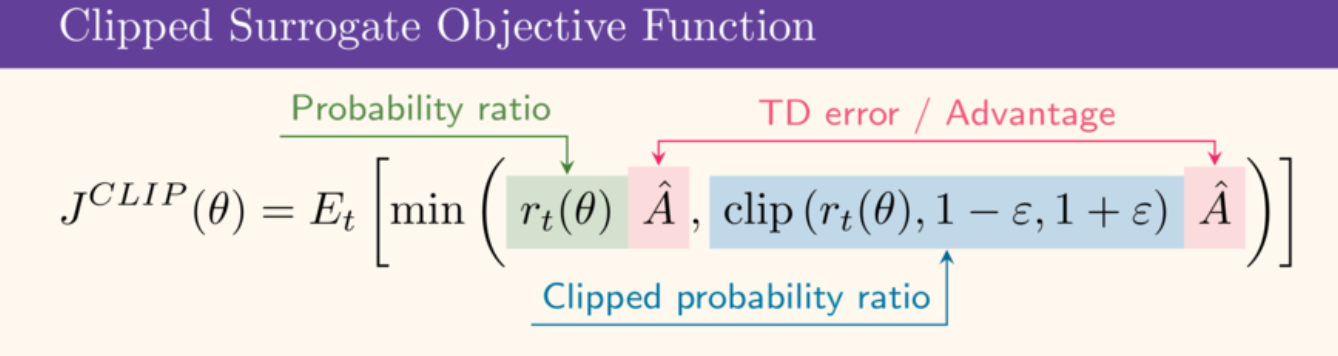 Clipped Surrogate Objective Function
Probability ratio
TD error / Advantage
J^{CLIP}(θ) = E_t [min (r_t(θ) Â, clip (r_t(θ), 1 − ε, 1 + ε) Â)]
Clipped probability ratio